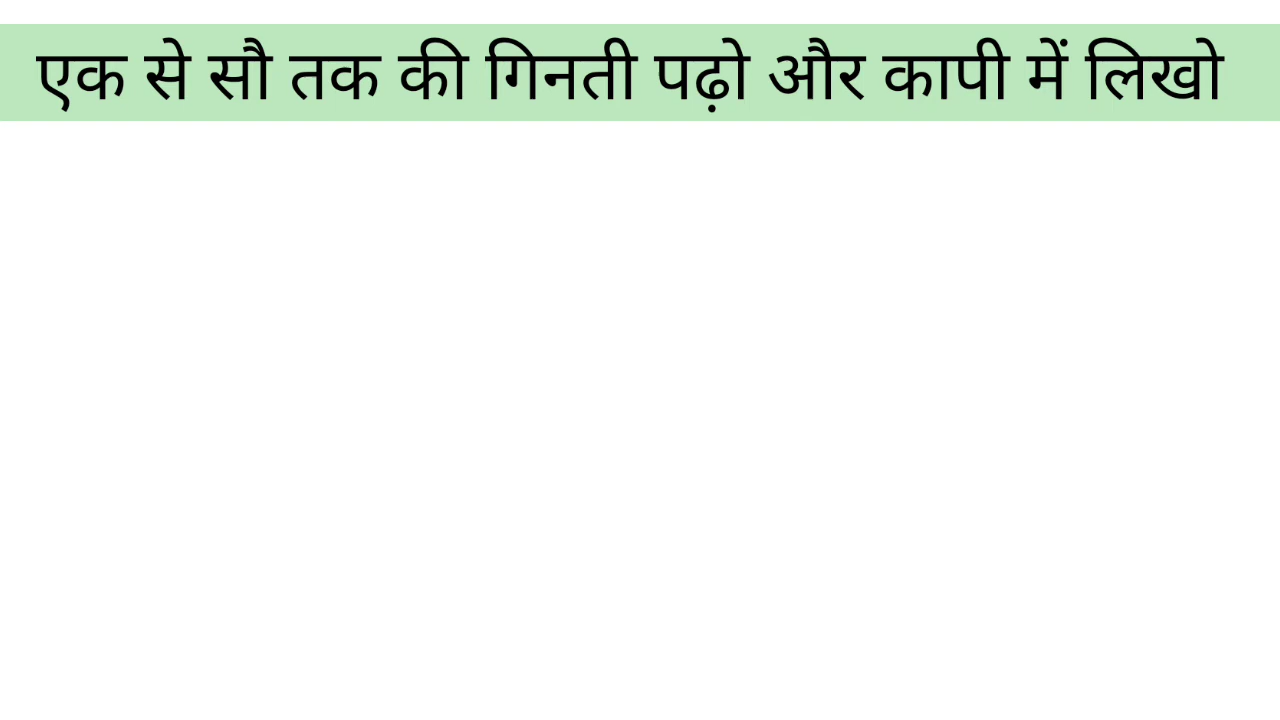 एक से सौ तक की गिनती पढ़ो और कापी में लिखो